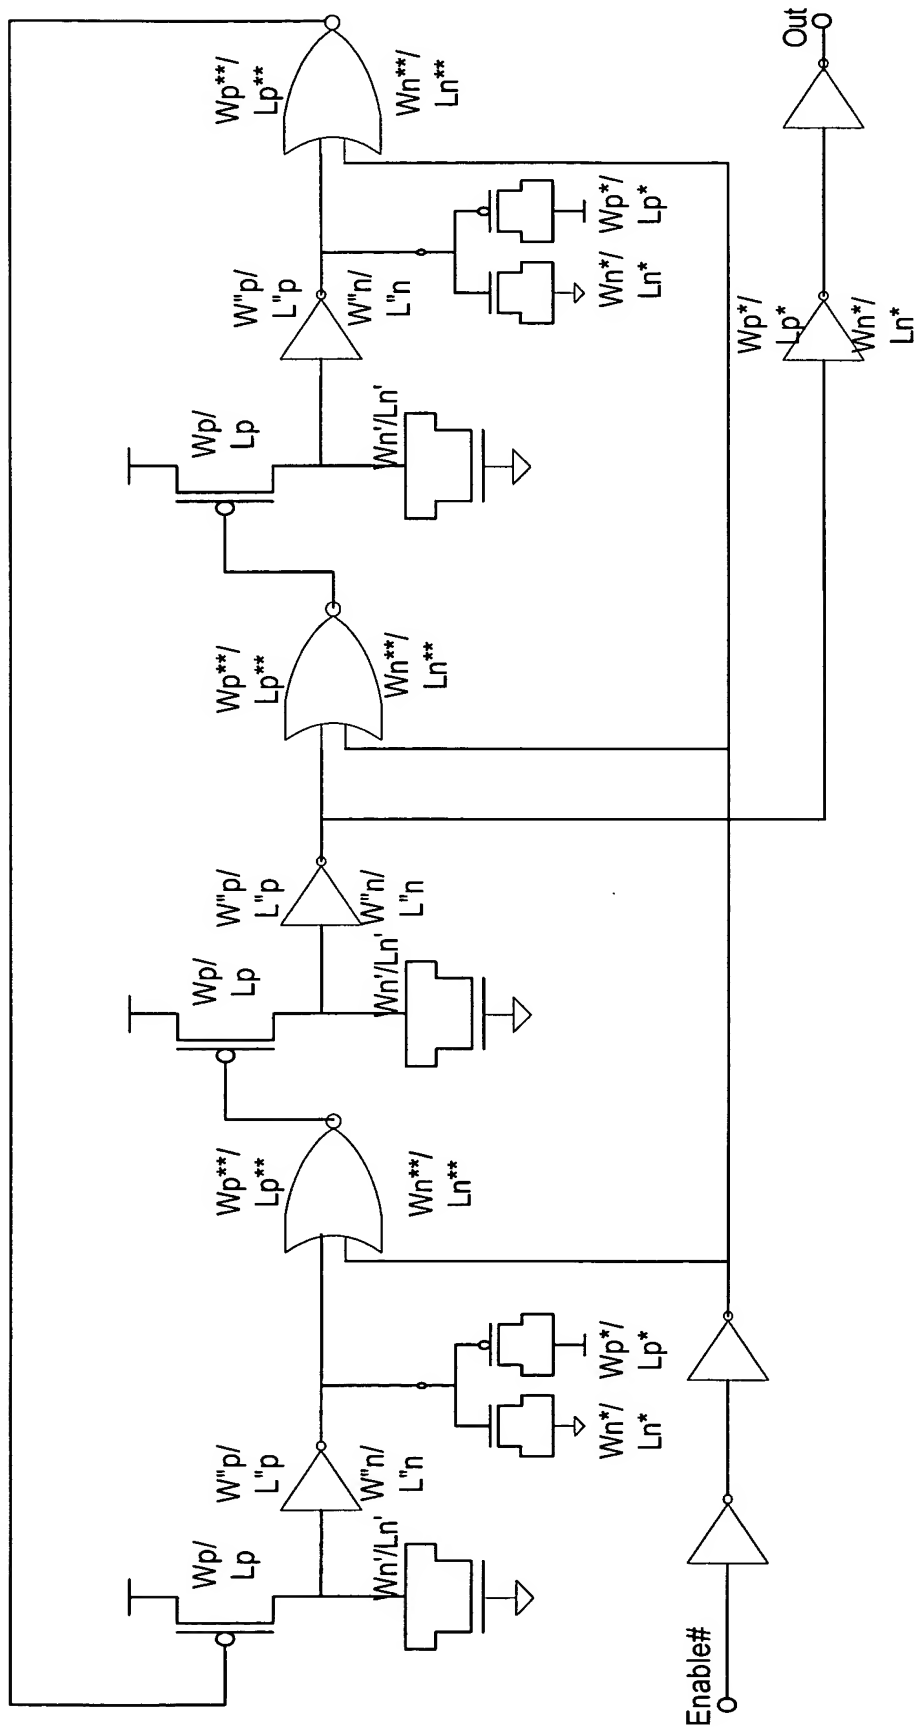 Wp/
Lp
W"p/
L"p
Wp**/
Lp**
Wp/
Lp
W"p/
L"p
Wp**/
Lp**
Wp/
Lp
W"p/
L"p
Wp**/
Lp**
Wn'/Ln'
W"n/
L"n
Wn**/
Ln**
Wn'/Ln'
W"n/
L"n
Wn**/
Ln**
Wn'/Ln'
W"n/
L"n
Wn**/
Ln**
Wn*/
Ln*
Wp*/
Lp*
Wn*/
Ln*
Wp*/
Lp*
Enable#
Wp*/
Lp*
Wn*/
Ln*
Out